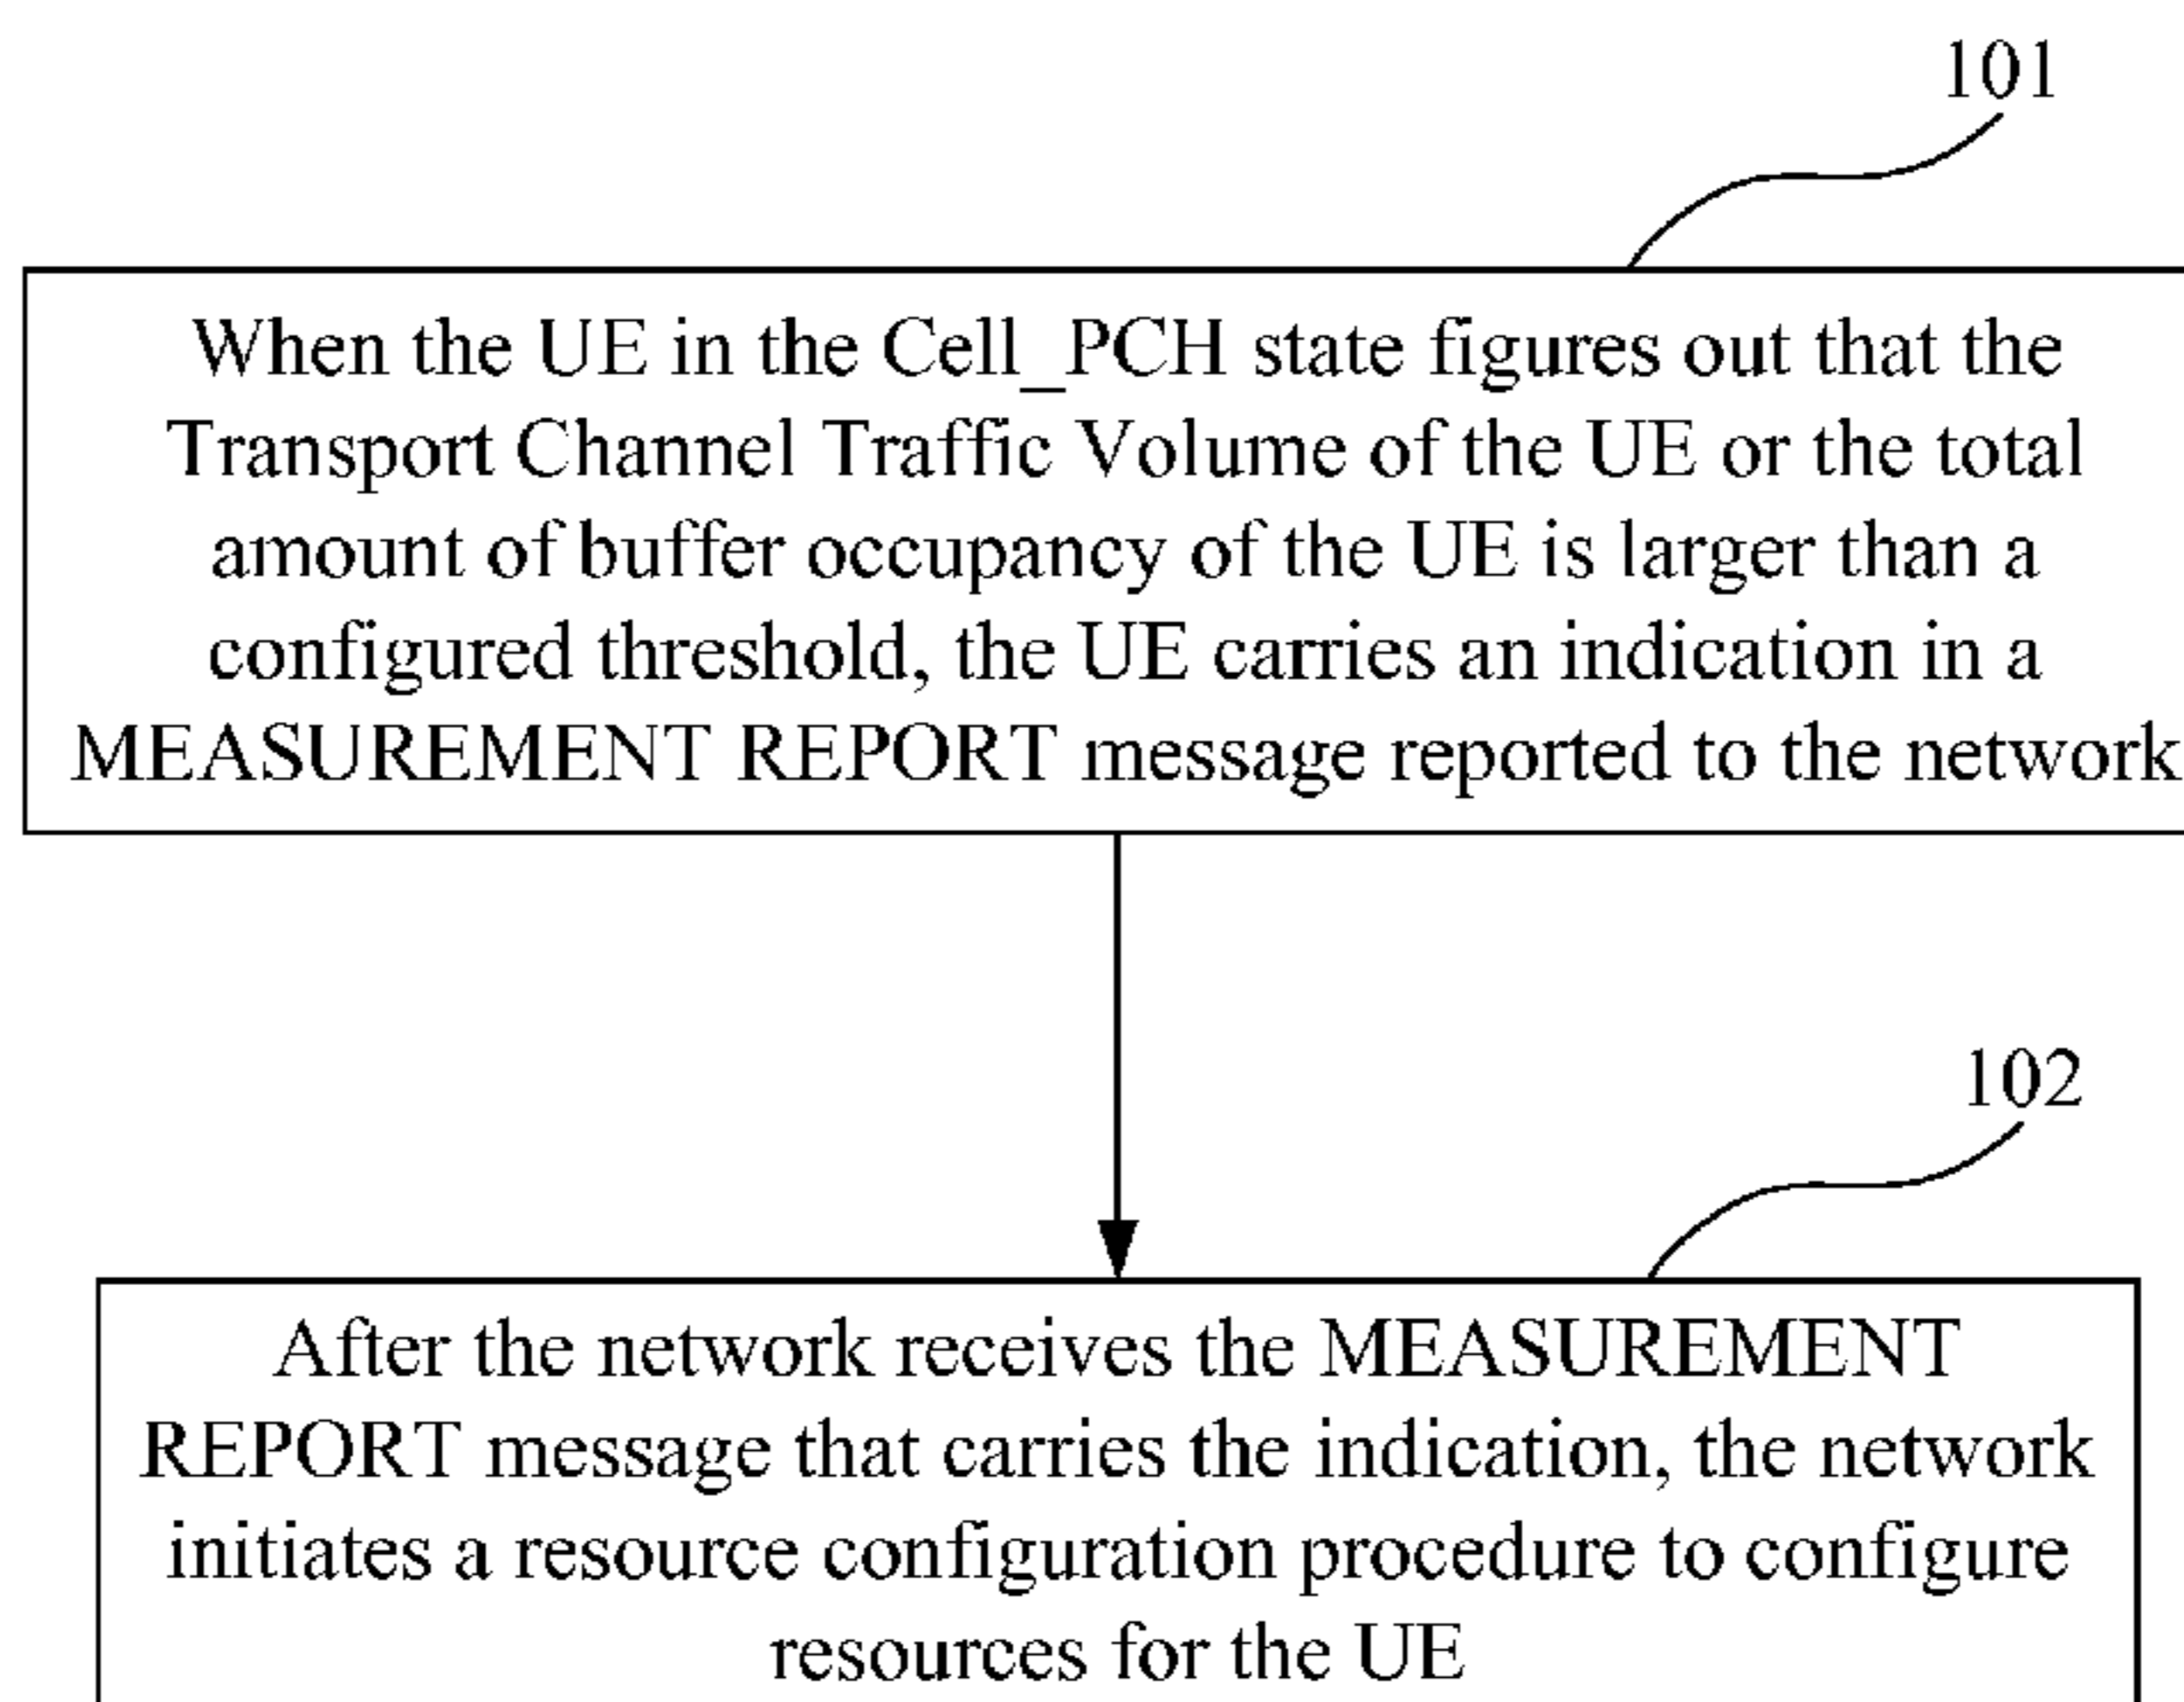 101
When the UE in the Cell_PCH state figures out that the
Transport Channel Traffic Volume of the UE or the total
amount of buffer occupancy of the UE is larger than a
configured threshold, the UE carries an indication in a
MEASUREMENT REPORT message reported to the network
102
After the network receives the MEASUREMENT
REPORT message that carries the indication, the network
initiates a resource configuration procedure to configure
resources for the UE